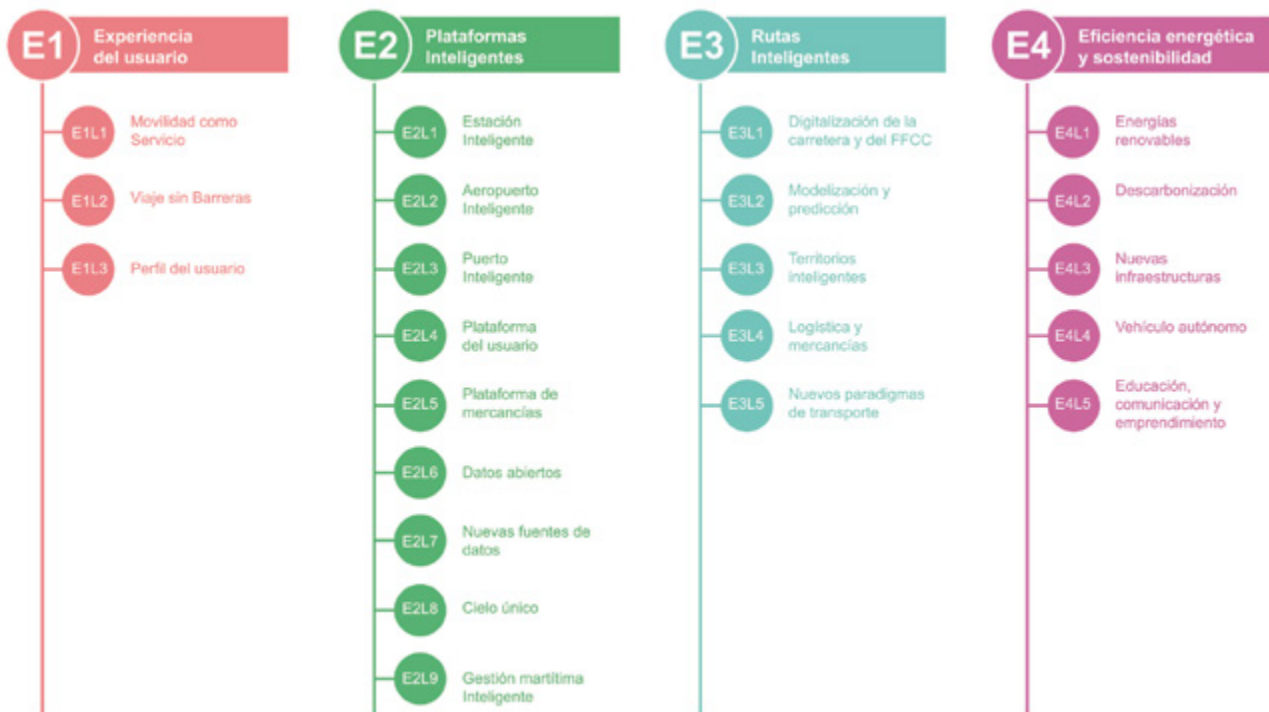 E1
Experiencia
del usuario
E1L1
Movilidad como
Servicio
E1L2
Viaje sin Barreras
E1L3
Perfil del usuario
E2
Plataformas
Inteligentes
E2L1
Estación
Inteligente
E2L2
Aeropuerto
Inteligente
E2L3
Puerto
Inteligente
E2L4
Plataforma
del usuario
E2L5
Plataforma de
mercancías
E2L6
Datos abiertos
E2L7
Nuevas fuentes de
datos
E2L8
Cielo único
E2L9
Gestión martítima
Inteligente
E3
Rutas
Inteligentes
E3L1
Digitalización de la
carretera y del FFCC
E3L2
Modelización y
predicción
E3L3
Territorios
inteligentes
E3L4
Logística y
mercancías
E3L5
Nuevos paradigmas
de transporte
E4
Eficiencia energética
y sostenibilidad
E4L1
Energías
renovables
E4L2
Descarbonización
E4L3
Nuevas
infraestructuras
E4L4
Vehículo autónomo
E4L5
Educación,
comunicación y
emprendimiento